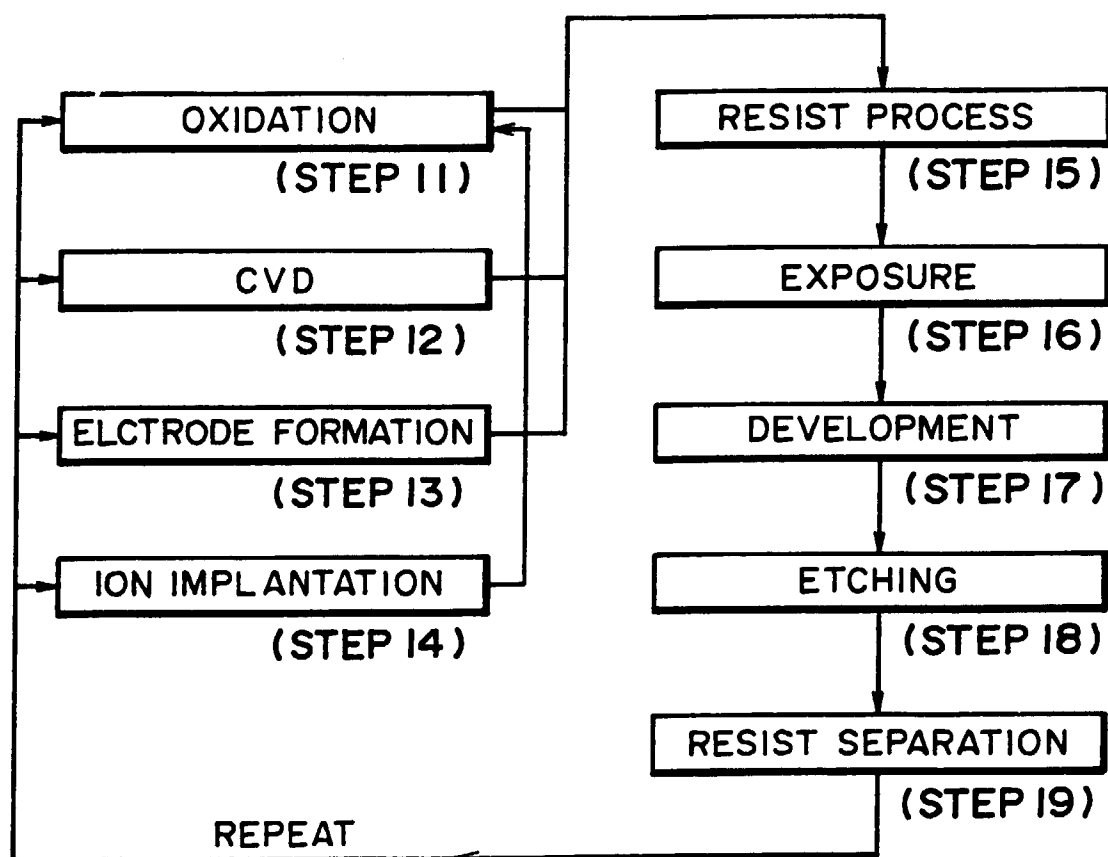 OXIDATION
(STEP 11)
CVD
(STEP 12)
ELCTRODE FORMATION
(STEP 13)
ION IMPLANTATION
(STEP 14)
RESIST PROCESS
(STEP 15)
EXPOSURE
(STEP 16)
DEVELOPMENT
(STEP 17)
ETCHING
(STEP 18)
RESIST SEPARATION
(STEP 19)
REPEAT